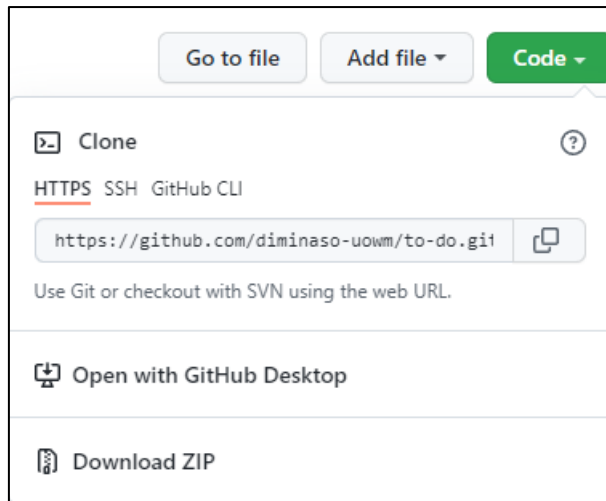 Go to file Add file Code
Clone
HTTPS SSH GitHub CLI
https://github.com/diminaso-uowm/to-do.git
Use Git or checkout with SVN using the web URL.
Open with GitHub Desktop
Download ZIP